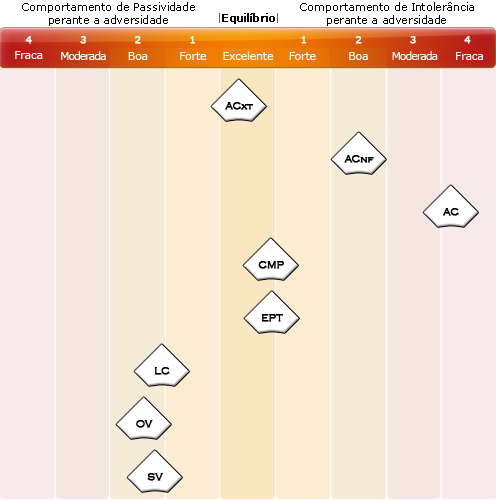 Comportamento de Passividade
perante a adversidade
|Equilíbrio|
Comportamento de Intolerância
perante a adversidade
4 3 2 1 1 2 3 4
Fraca Moderada Boa Forte Excelente Forte Boa Moderada Fraca
ACXT
ACNF
AC
CMP
EPT
LC
OV
SV